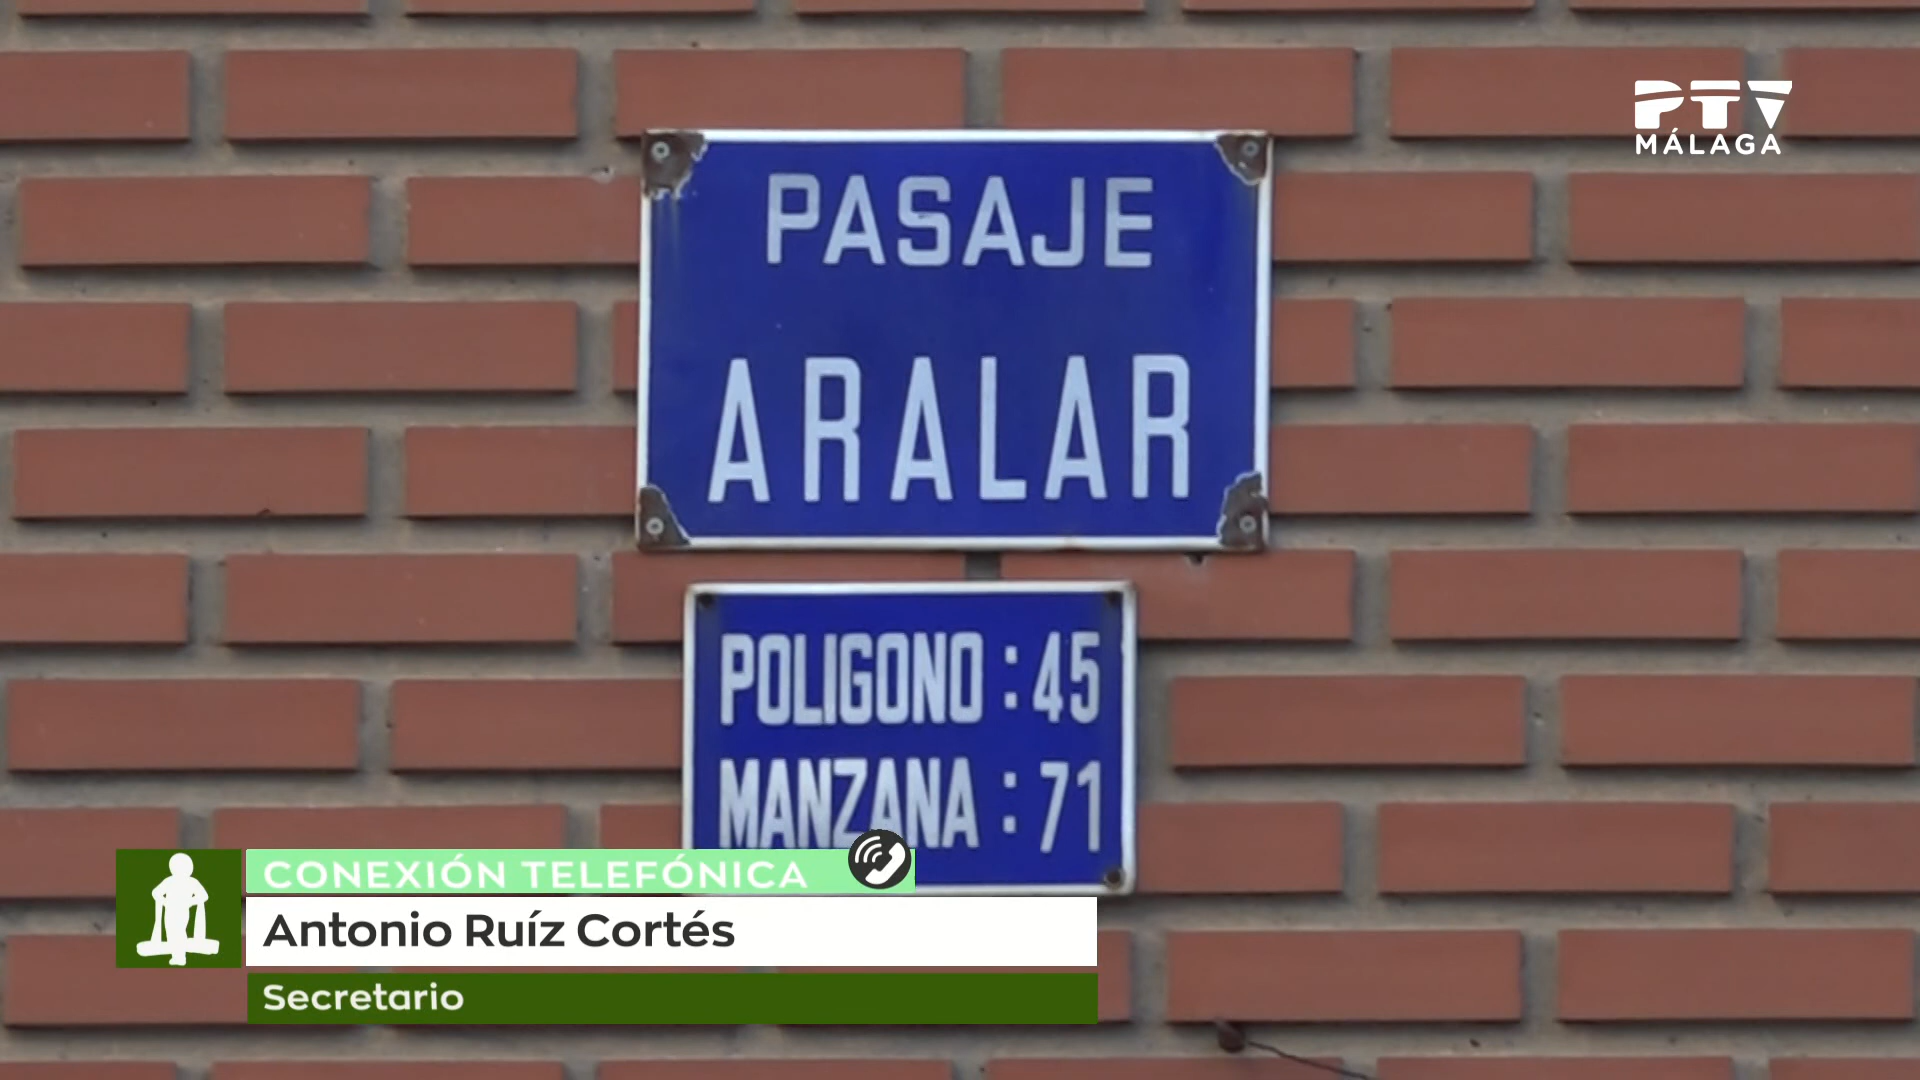 PTV
MÁLAGA
PASAJE
ARALAR
POLIGONO : 45
MANZANA : 71
CONEXIÓN TELEFÓNICA
Antonio Ruíz Cortés
Secretario